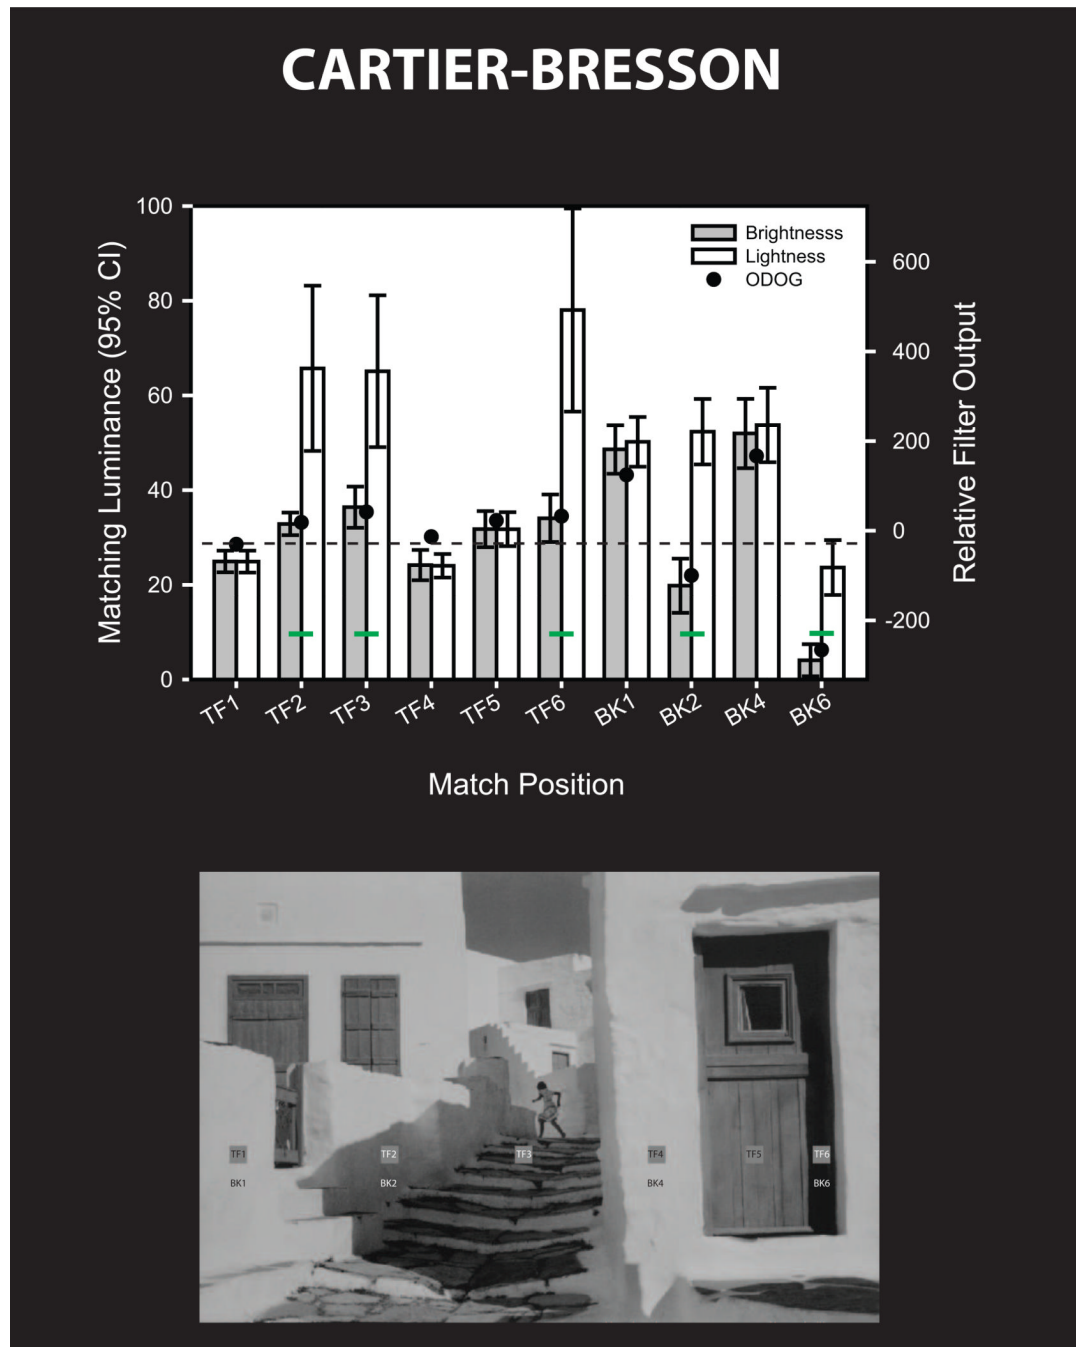 CARTIER-BRESSON
Matching Luminance (95% CI)
100
80
60
40
20
0
Brightnesss
Lightness
ODOG
600
400
200
0
-200
Relative Filter Output
TF1 TF2 TF3 TF4 TF5 TF6 BK1 BK2 BK4 BK6
Match Position
TF1 TF2 TF3 TF4 TF5 TF6
BK1 BK2 BK4 BK6